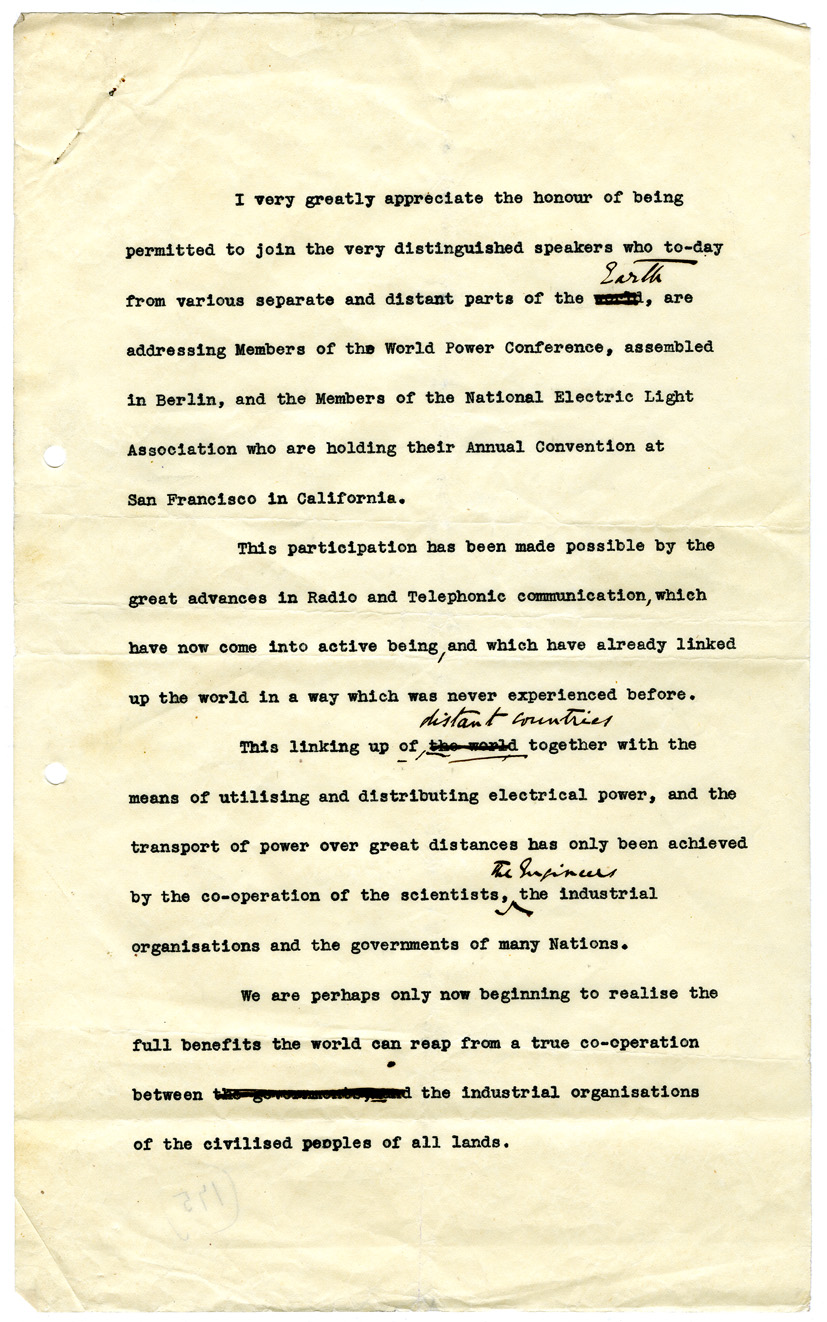 I very greatly appreciate the honour of being
permitted to join the very distinguished speakers who to-day
Earth
from various separate and distant parts of the world, are
addressing Members of the World Power Conference, assembled
in Berlin, and the Members of the National Electric Light
Association who are holding their Annual Convention at
San Francisco in California.
This participation has been made possible by the
great advances in Radio and Telephonic communication, which
have now come into active being, and which have already linked
up the world in a way which was never experienced before.
distant countries
This linking up of, the world together with the
means of utilising and distributing electrical power, and the
transport of power over great distances has only been achieved
the Engineers
by the co-operation of the scientists, the industrial
organisations and the governments of many Nations.
We are perhaps only now beginning to realise the
full benefits the world can reap from a true co-operation
between the governments, and the industrial organisations
of the civilised peoples of all lands.
(195